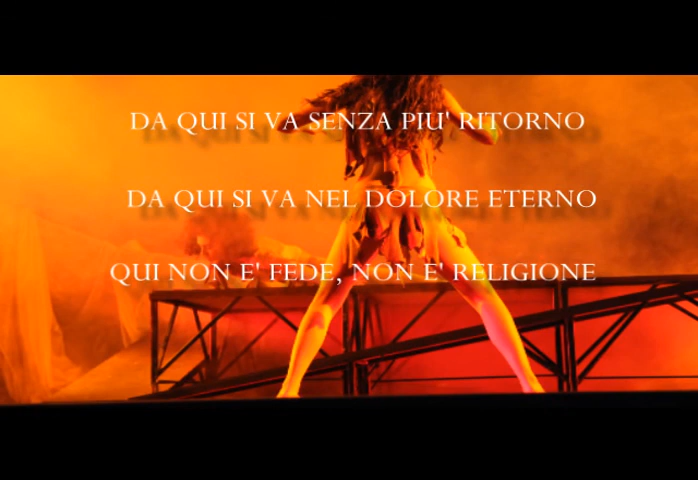 DA QUI SI VA SENZA PIU' RITORNO
DA QUI SI VA NEL DOLORE ETERNO
QUI NON E' FEDE, NON E' RELIGIONE